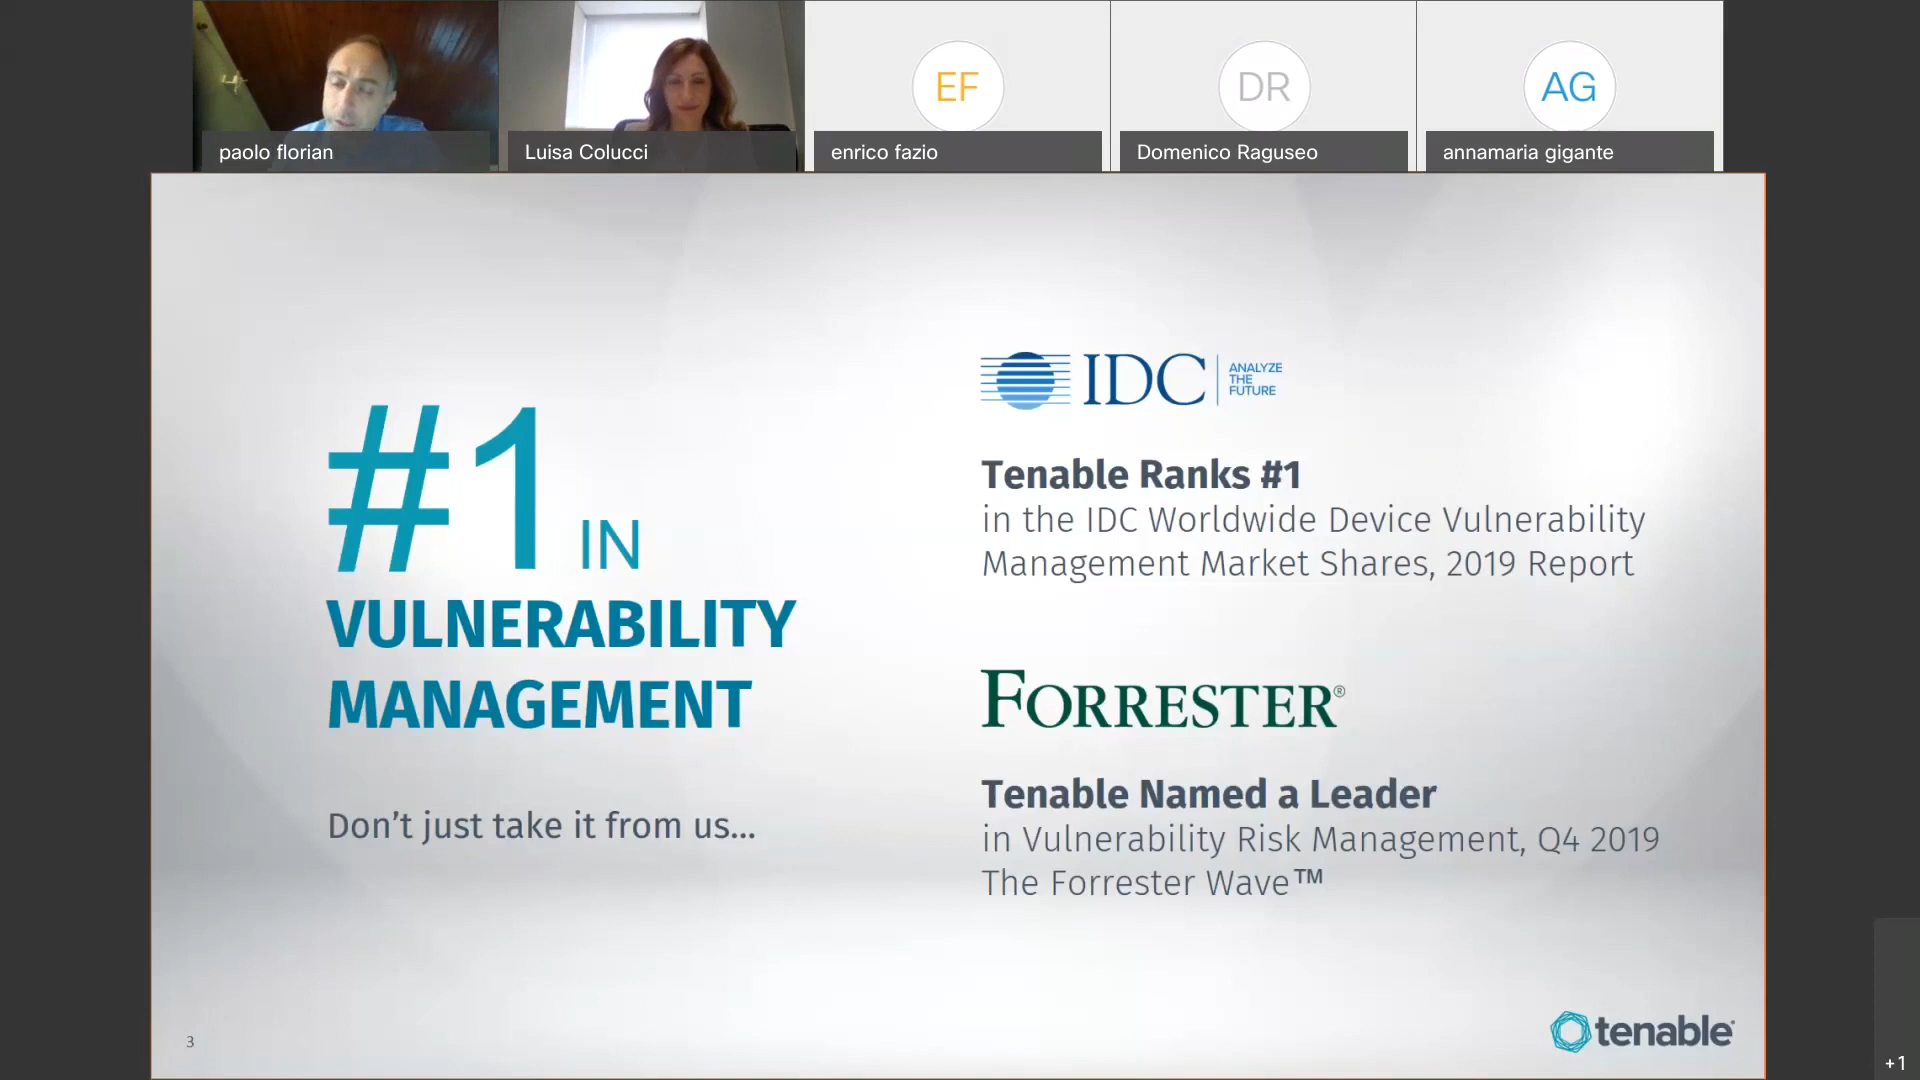 EF
DR
AG
paolo florian
Luisa Colucci
enrico fazio
Domenico Raguseo
annamaria gigante
#1 IN
VULNERABILITY
MANAGEMENT
Don’t just take it from us...
IDC
ANALYZE
THE
FUTURE
Tenable Ranks #1
in the IDC Worldwide Device Vulnerability
Management Market Shares, 2019 Report
FORRESTER®
Tenable Named a Leader
in Vulnerability Risk Management, Q4 2019
The Forrester Wave™
3
tenable
+1